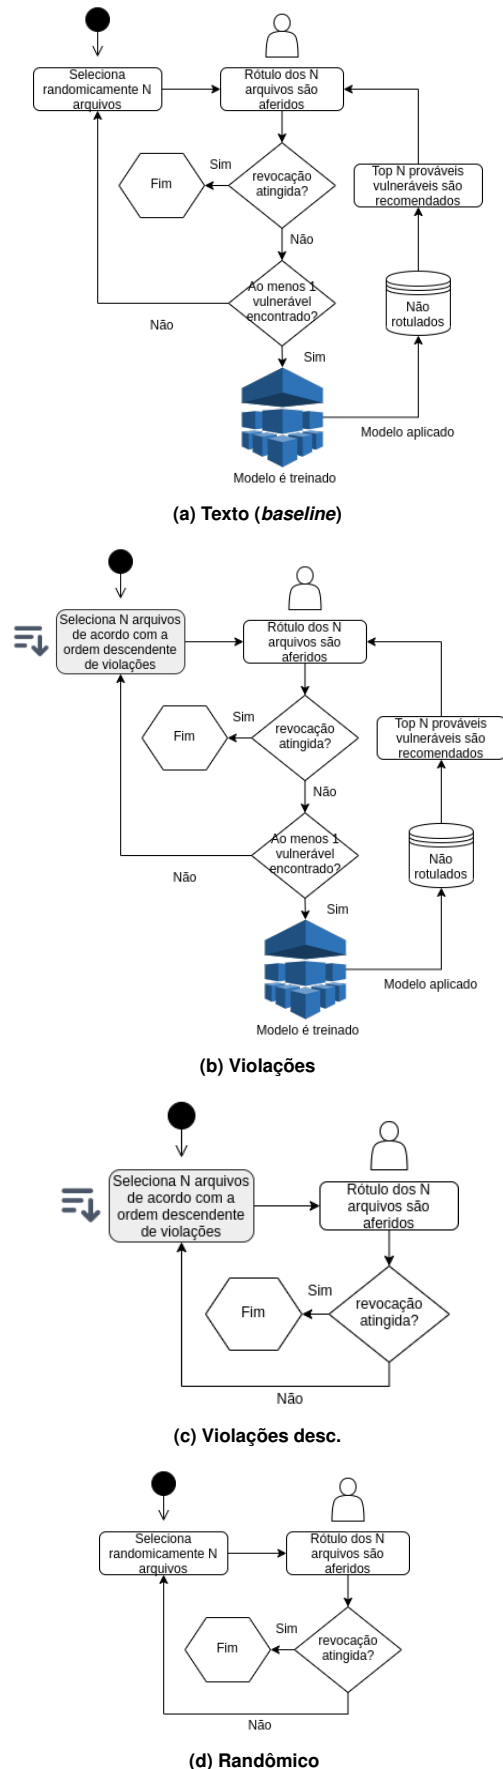 Seleciona
randomicamente N
arquivos
Rótulo dos N
arquivos são
aferidos
Sim
Fim
revocação
atingida?
Top N prováveis
vulneráveis são
recomendados
Não
Ao menos 1
vulnerável
encontrado?
Não
rotulados
Não
Sim
Modelo aplicado
Modelo é treinado
(a) Texto (baseline)
Seleciona N arquivos
de acordo com a
ordem descendente
de violações
Rótulo dos N
arquivos são
aferidos
Sim
Fim
revocação
atingida?
Top N prováveis
vulneráveis são
recomendados
Não
Ao menos 1
vulnerável
encontrado?
Não
rotulados
Não
Sim
Modelo aplicado
Modelo é treinado
(b) Violações
Seleciona N arquivos
de acordo com a
ordem descendente
de violações
Rótulo dos N
arquivos são
aferidos
Sim
Fim
revocação
atingida?
Não
(c) Violações desc.
Seleciona
randomicamente N
arquivos
Rótulo dos N
arquivos são
aferidos
Sim
Fim
revocação
atingida?
Não
(d) Randômico